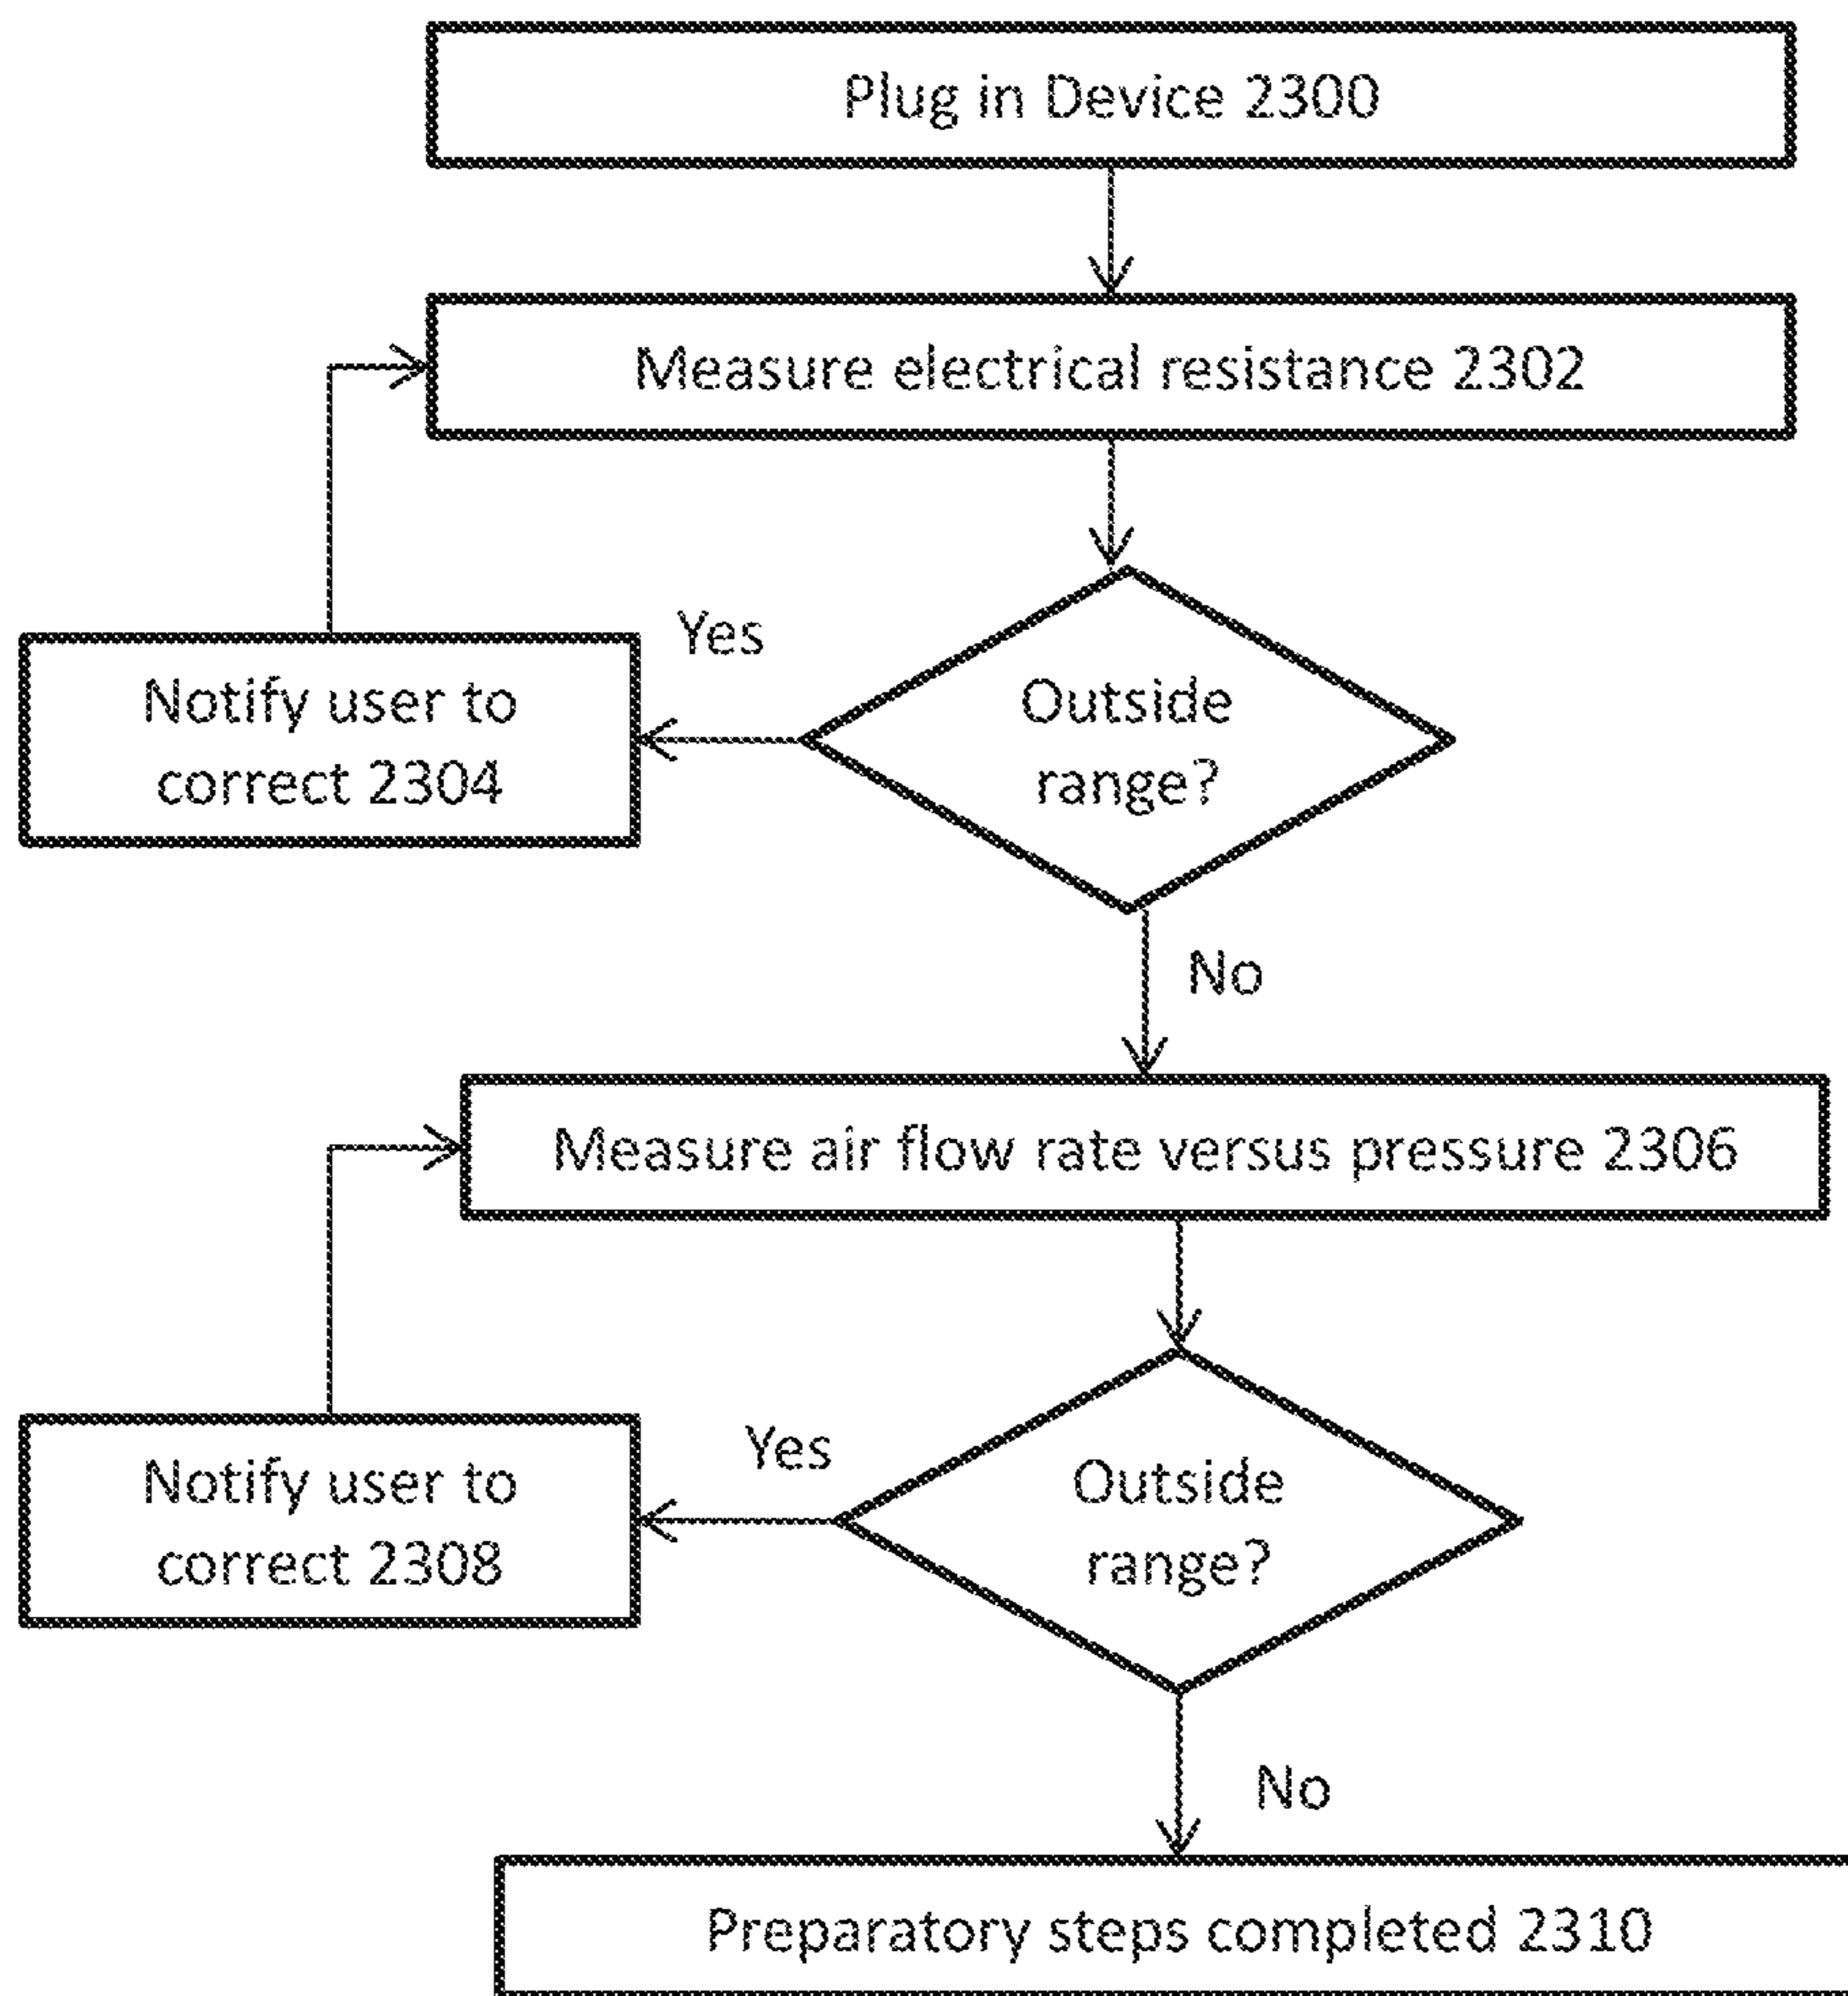 Plug in Device 2300
Measure electrical resistance 2302
Yes
Notify user to
correct 2304
Outside
range?
No
Measure air flow rate versus pressure 2306
Yes
Notify user to
correct 2308
Outside
range?
No
Preparatory steps completed 2310